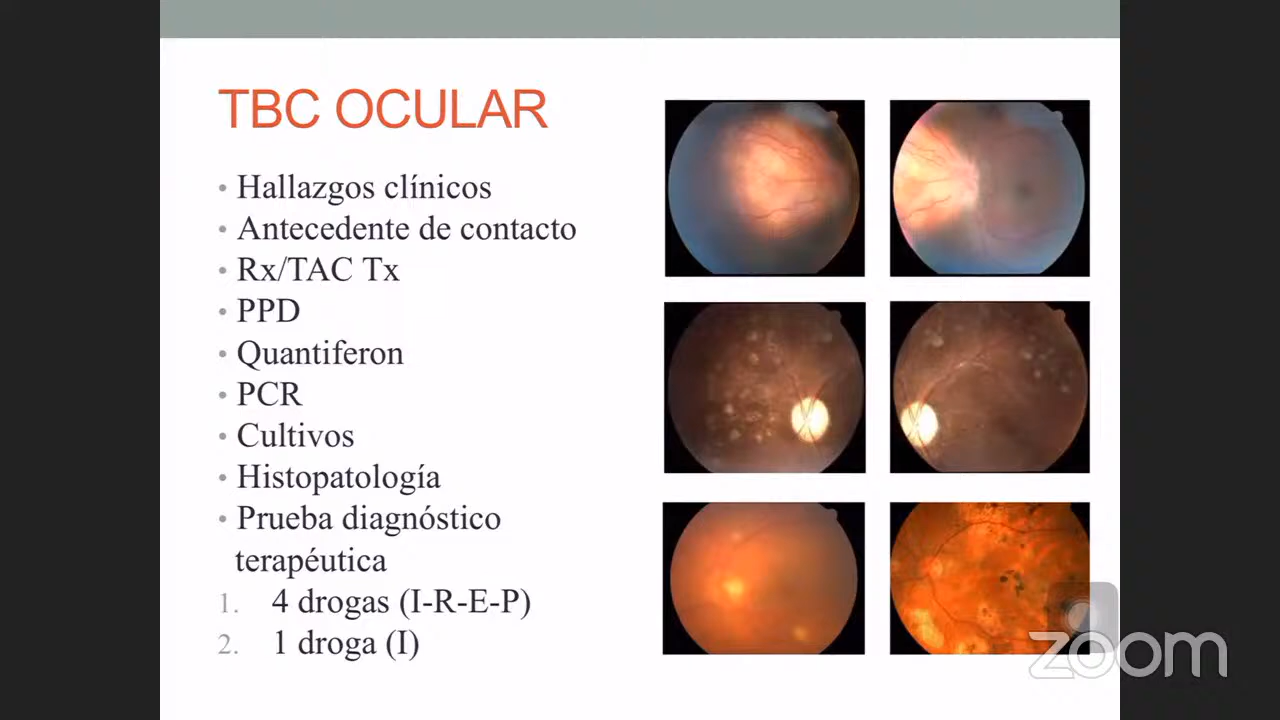 TBC OCULAR
• Hallazgos clínicos
• Antecedente de contacto
• Rx/TAC Tx
• PPD
• Quantiferon
• PCR
• Cultivos
• Histopatología
• Prueba diagnóstico
terapéutica
1. 4 drogas (I-R-E-P)
2. 1 droga (I)
zoom